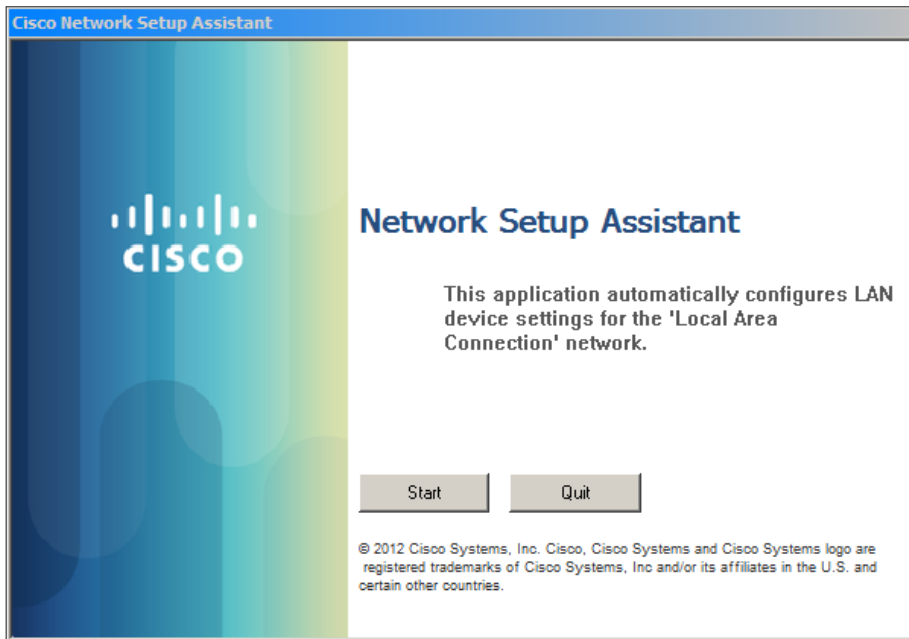 Cisco Network Setup Assistant
CISCO
Network Setup Assistant
This application automatically configures LAN
device settings for the 'Local Area
Connection' network.
Start
Quit
© 2012 Cisco Systems, Inc. Cisco, Cisco Systems and Cisco Systems logo are
registered trademarks of Cisco Systems, Inc and/or its affiliates in the U.S. and
certain other countries.